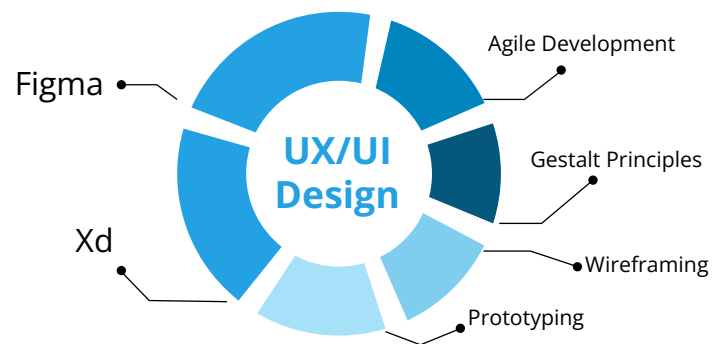 Agile Development
Figma
UX/UI
Design
Gestalt Principles
Xd
Wireframing
Prototyping